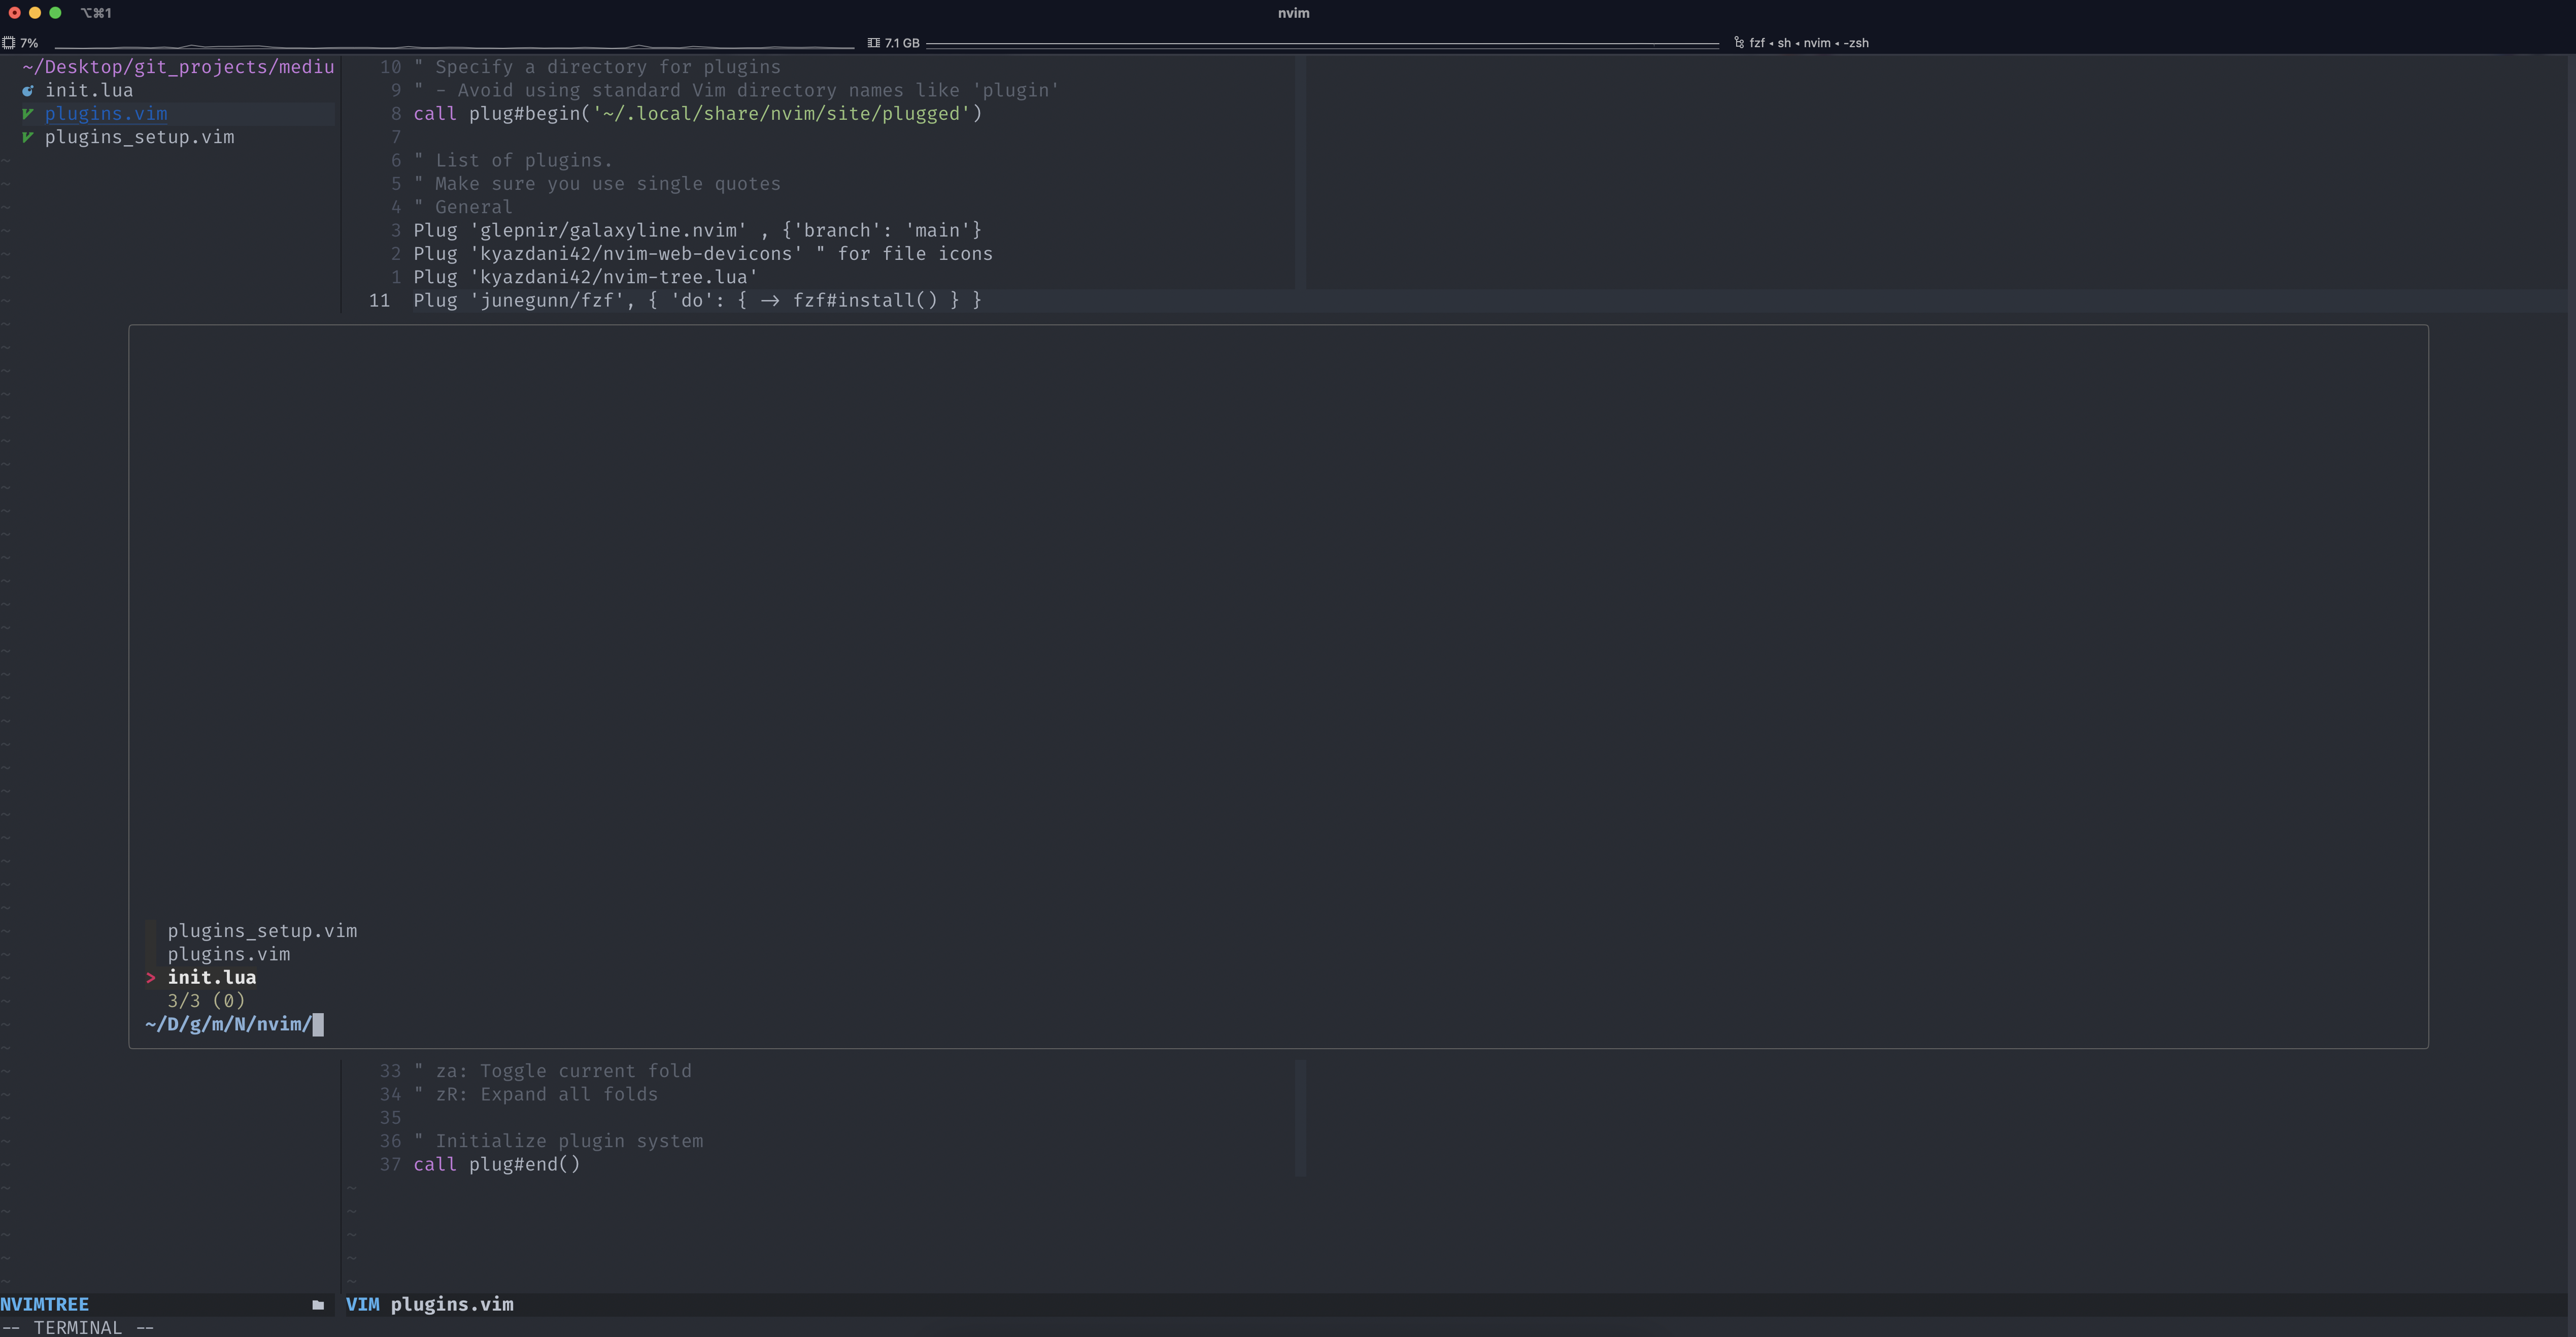 ⌥⌘1 nvim
7% 7.1 GB fzf ◂ sh ◂ nvim ◂ -zsh
~/Desktop/git_projects/mediu
init.lua
plugins.vim
plugins_setup.vim
10 " Specify a directory for plugins
9 " - Avoid using standard Vim directory names like 'plugin'
8 call plug#begin('~/.local/share/nvim/site/plugged')
7
6 " List of plugins.
5 " Make sure you use single quotes
4 " General
3 Plug 'glepnir/galaxyline.nvim' , {'branch': 'main'}
2 Plug 'kyazdani42/nvim-web-devicons' " for file icons
1 Plug 'kyazdani42/nvim-tree.lua'
11 Plug 'junegunn/fzf', { 'do': { -> fzf#install() } }
plugins_setup.vim
plugins.vim
> init.lua
3/3 (0)
~/D/g/m/N/nvim/
33 " za: Toggle current fold
34 " zR: Expand all folds
35
36 " Initialize plugin system
37 call plug#end()
NVIMTREE VIM plugins.vim
-- TERMINAL --